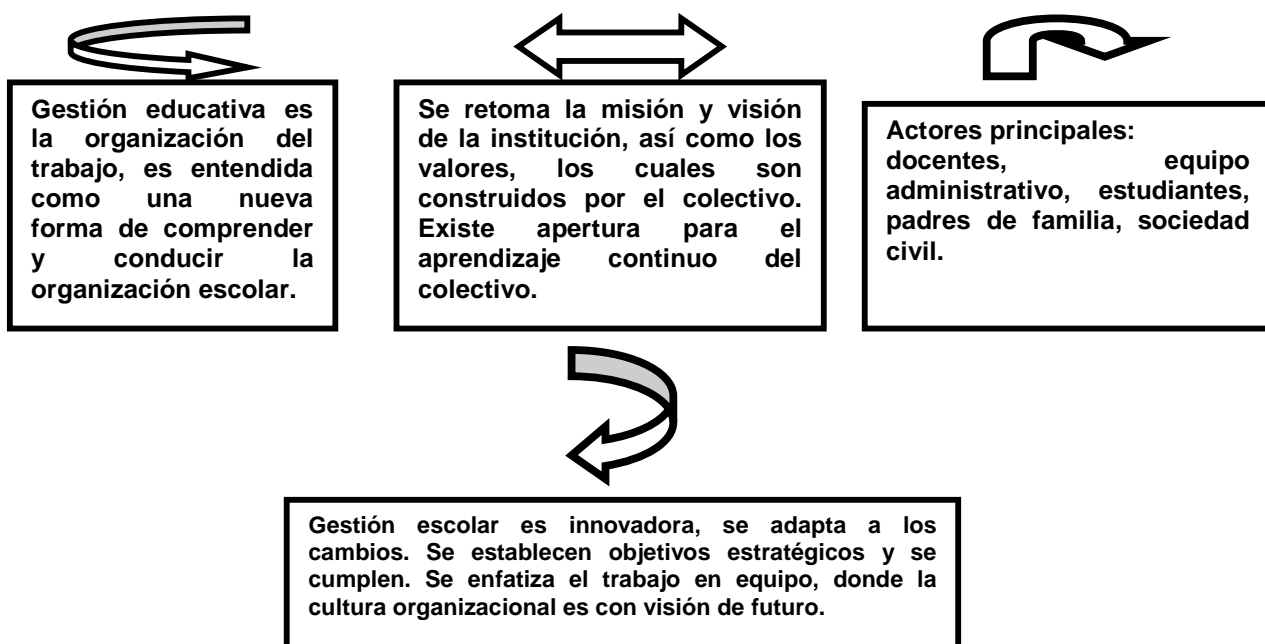 Gestión educativa es
la organización del
trabajo, es entendida
como una nueva
forma de comprender
y conducir la
organización escolar.
Se retoma la misión y visión
de la institución, así como los
valores, los cuales son
construidos por el colectivo.
Existe apertura para el
aprendizaje continuo del
colectivo.
Actores principales:
docentes, equipo
administrativo, estudiantes,
padres de familia, sociedad
civil.
Gestión escolar es innovadora, se adapta a los
cambios. Se establecen objetivos estratégicos y se
cumplen. Se enfatiza el trabajo en equipo, donde la
cultura organizacional es con visión de futuro.